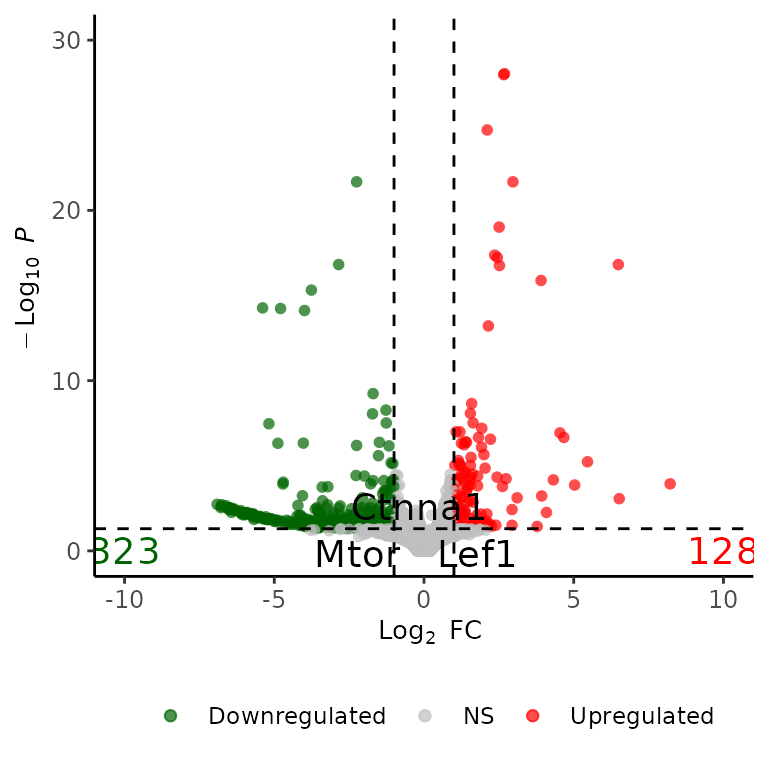 30
20
10
0
− Log10 P
Ctnna1
323
Mtor
Lef1
128
-10
-5
0
5
10
Log2 FC
Downregulated
NS
Upregulated